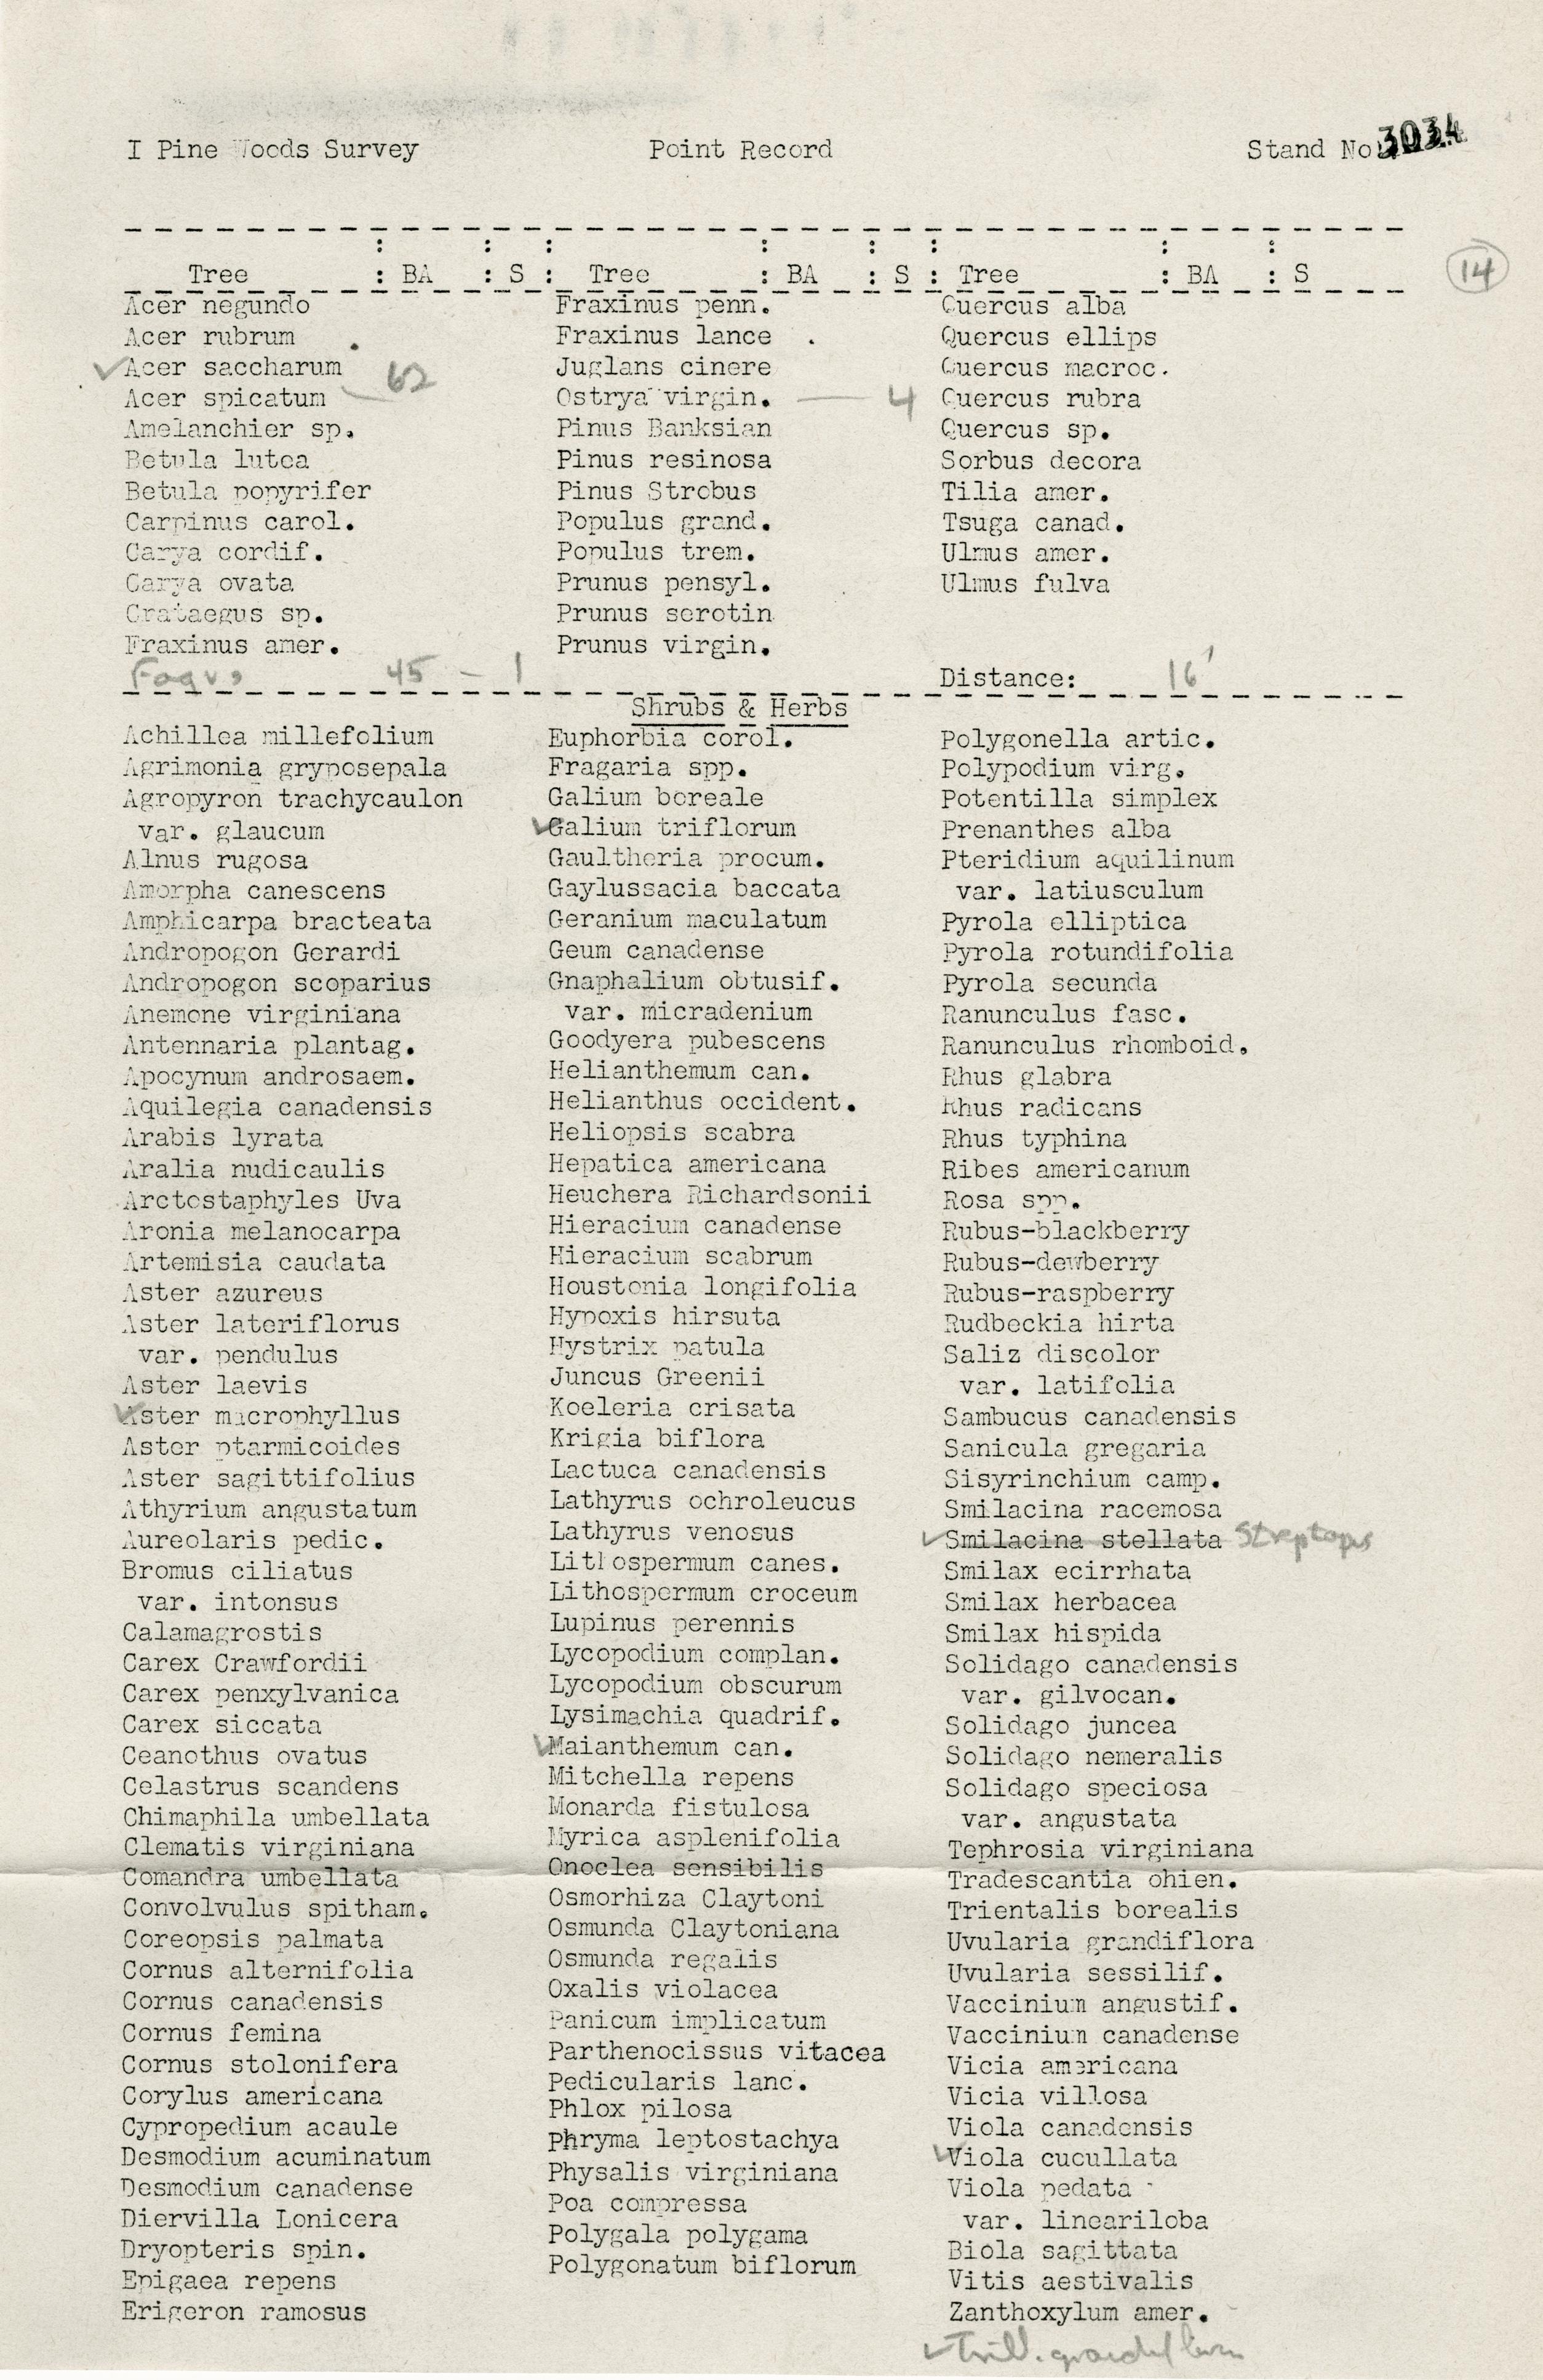 I Pine Woods Survey Point Record Stand No. 3034
Tree : BA : S : Tree : BA : S : Tree : BA : S
14
Acer negundo
Acer rubrum
✓Acer saccharum 62
Acer spicatum
Amelanchier sp.
Betula lutea
Betula popyrifer
Carpinus carol.
Carya cordif.
Carya ovata
Crataegus sp.
Fraxinus amer.
Fagus 45 - 1
Fraxinus penn.
Fraxinus lance
Juglans cinere
Ostrya virgin. — 4
Pinus Banksian
Pinus resinosa
Pinus Strobus
Populus grand.
Populus trem.
Prunus pensyl.
Prunus serotin
Prunus virgin.
Quercus alba
Quercus ellips
Quercus macroc.
Quercus rubra
Quercus sp.
Sorbus decora
Tilia amer.
Tsuga canad.
Ulmus amer.
Ulmus fulva
Distance: 16'
Shrubs & Herbs
Achillea millefolium
Agrimonia gryposepala
Agropyron trachycaulon
var. glaucum
Alnus rugosa
Amorpha canescens
Amphicarpa bracteata
Andropogon Gerardi
Andropogon scoparius
Anemone virginiana
Antennaria plantag.
Apocynum androsaem.
Aquilegia canadensis
Arabis lyrata
Aralia nudicaulis
Arctostaphyles Uva
Aronia melanocarpa
Artemisia caudata
Aster azureus
Aster lateriflorus
var. pendulus
Aster laevis
✓Aster macrophyllus
Aster ptarmicoides
Aster sagittifolius
Athyrium angustatum
Aureolaris pedic.
Bromus ciliatus
var. intonsus
Calamagrostis
Carex Crawfordii
Carex penxylvanica
Carex siccata
Ceanothus ovatus
Celastrus scandens
Chimaphila umbellata
Clematis virginiana
Comandra umbellata
Convolvulus spitham.
Coreopsis palmata
Cornus alternifolia
Cornus canadensis
Cornus femina
Cornus stolonifera
Corylus americana
Cypropedium acaule
Desmodium acuminatum
Desmodium canadense
Diervilla Lonicera
Dryopteris spin.
Epigaea repens
Erigeron ramosus
Euphorbia corol.
Fragaria spp.
Galium boreale
✓Galium triflorum
Gaultheria procum.
Gaylussacia baccata
Geranium maculatum
Geum canadense
Gnaphalium obtusif.
var. micradenium
Goodyera pubescens
Helianthemum can.
Helianthus occident.
Heliopsis scabra
Hepatica americana
Heuchera Richardsonii
Hieracium canadense
Hieracium scabrum
Houstonia longifolia
Hypoxis hirsuta
Hystrix patula
Juncus Greenii
Koeleria crisata
Krigia biflora
Lactuca canadensis
Lathyrus ochroleucus
Lathyrus venosus
Lithospermum canes.
Lithospermum croceum
Lupinus perennis
Lycopodium complan.
Lycopodium obscurum
Lysimachia quadrif.
✓Maianthemum can.
Mitchella repens
Monarda fistulosa
Myrica asplenifolia
Onoclea sensibilis
Osmorhiza Claytoni
Osmunda Claytoniana
Osmunda regalis
Oxalis violacea
Panicum implicatum
Parthenocissus vitacea
Pedicularis lanc.
Phlox pilosa
Phryma leptostachya
Physalis virginiana
Poa compressa
Polygala polygama
Polygonatum biflorum
Polygonella artic.
Polypodium virg.
Potentilla simplex
Prenanthes alba
Pteridium aquilinum
var. latiusculum
Pyrola elliptica
Pyrola rotundifolia
Pyrola secunda
Ranunculus fasc.
Ranunculus rhomboid.
Rhus glabra
Rhus radicans
Rhus typhina
Ribes americanum
Rosa spp.
Rubus-blackberry
Rubus-dewberry
Rubus-raspberry
Rudbeckia hirta
Saliz discolor
var. latifolia
Sambucus canadensis
Sanicula gregaria
Sisyrinchium camp.
Smilacina racemosa
✓Smilacina stellata Streptopus
Smilax ecirrhata
Smilax herbacea
Smilax hispida
Solidago canadensis
var. gilvocan.
Solidago juncea
Solidago nemeralis
Solidago speciosa
var. angustata
Tephrosia virginiana
Tradescantia ohien.
Trientalis borealis
Uvularia grandiflora
Uvularia sessilif.
Vaccinium angustif.
Vaccinium canadense
Vicia americana
Vicia villosa
Viola canadensis
✓Viola cucullata
Viola pedata
var. lineariloba
Biola sagittata
Vitis aestivalis
Zanthoxylum amer.
✓Trill. grandiflorum